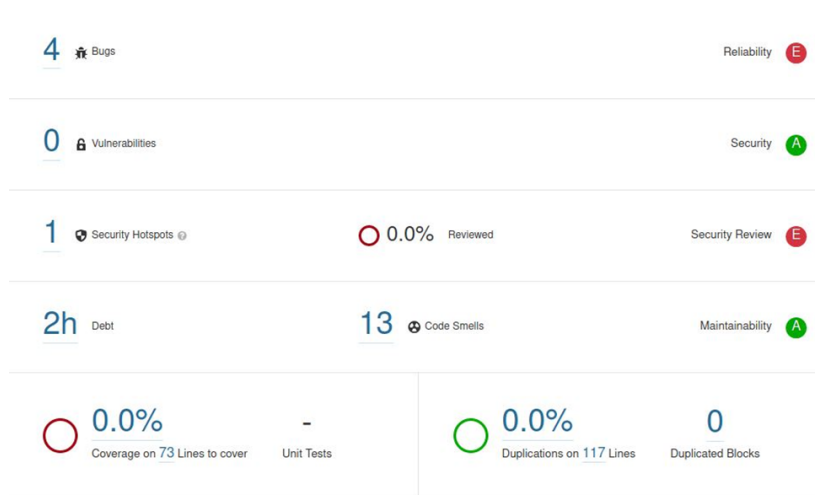 4 Bugs Reliability E
0 Vulnerabilities Security A
1 Security Hotspots ? 0.0% Reviewed Security Review E
2h Debt 13 Code Smells Maintainability A
0.0% - 0.0% 0
Coverage on 73 Lines to cover Unit Tests Duplications on 117 Lines Duplicated Blocks